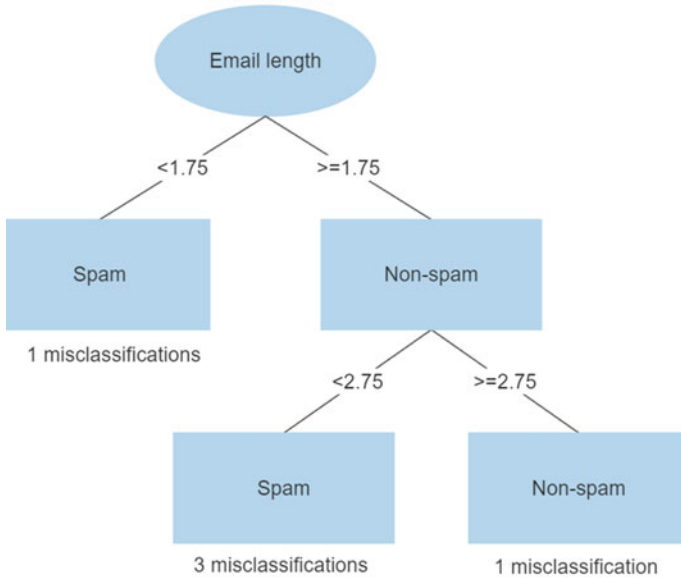 Email length
<1.75
>=1.75
Spam
Non-spam
1 misclassifications
<2.75
>=2.75
Spam
Non-spam
3 misclassifications
1 misclassification